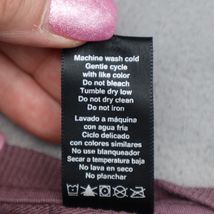 Machine wash cold
Gentle cycle
with like color
Do not bleach
Tumble dry low
Do not dry clean
Do not iron
Lavado a máquina
con agua fria
Ciclo delicado
con colores similares
No use blanqueador
Secar a temperatura baja
No lavar en seco
No planchar